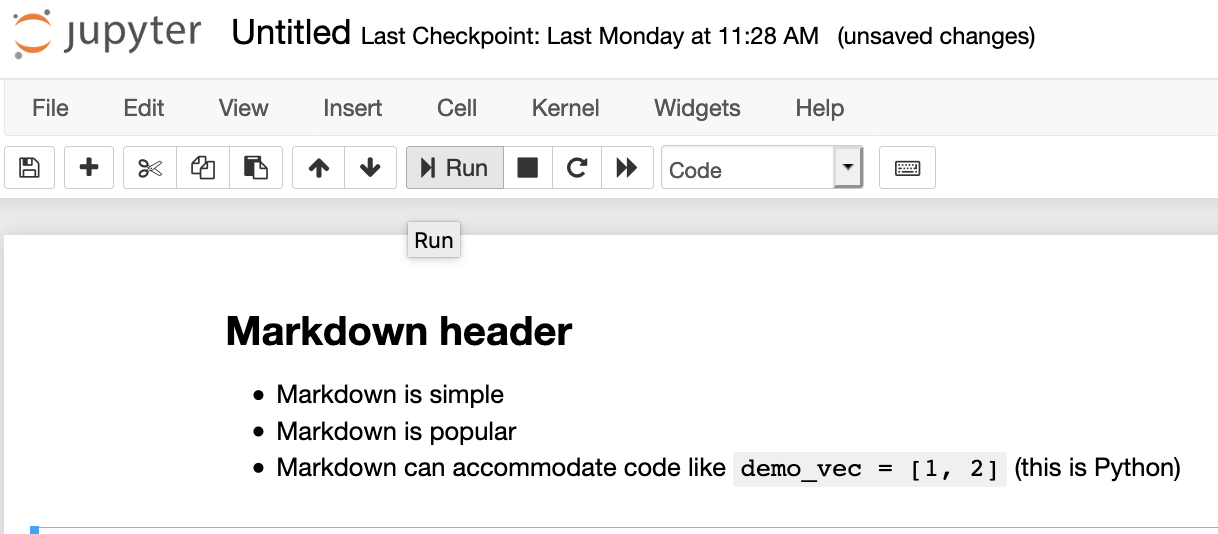 jupyter Untitled Last Checkpoint: Last Monday at 11:28 AM (unsaved changes)
File Edit View Insert Cell Kernel Widgets Help
Run Code
Run
Markdown header
• Markdown is simple
• Markdown is popular
• Markdown can accommodate code like demo_vec = [1, 2] (this is Python)